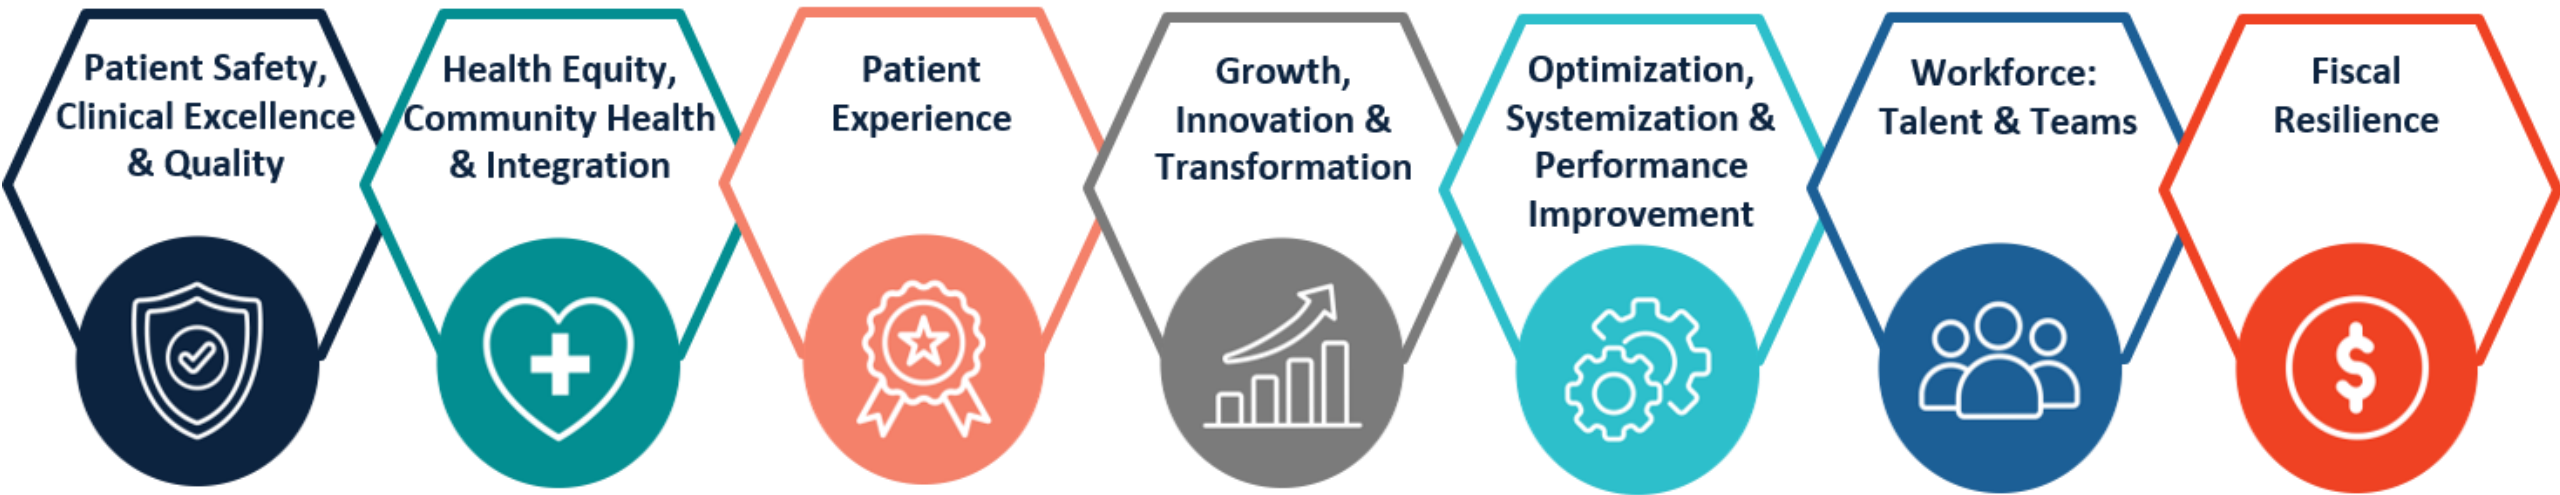 Patient Safety,
Clinical Excellence
& Quality
Health Equity,
Community Health
& Integration
Patient
Experience
Growth,
Innovation &
Transformation
Optimization,
Systemization &
Performance
Improvement
Workforce:
Talent & Teams
Fiscal
Resilience
$